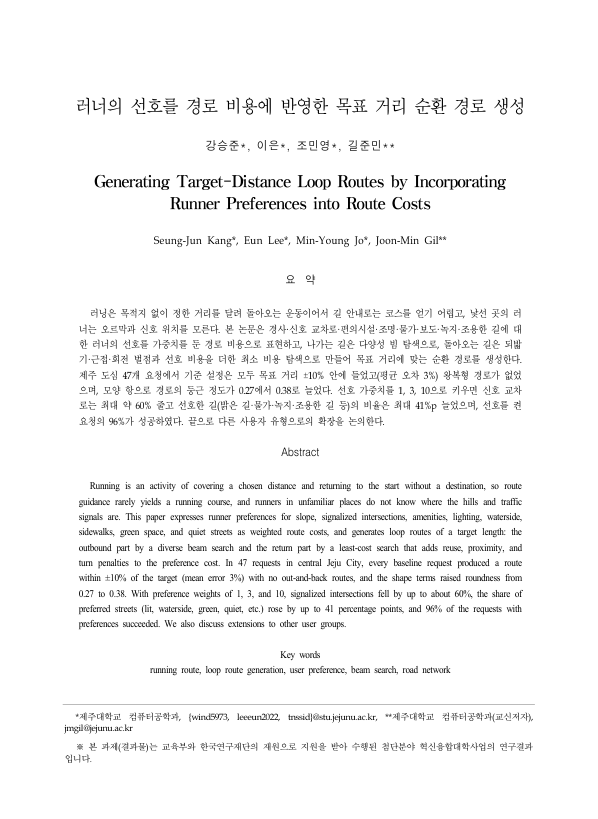 러너의 선호를 경로 비용에 반영한 목표 거리 순환 경로 생성
강승준*, 이은*, 조민영*, 길준민**
Generating Target-Distance Loop Routes by Incorporating
Runner Preferences into Route Costs
Seung-Jun Kang*, Eun Lee*, Min-Young Jo*, Joon-Min Gil**
요 약
러닝은 목적지 없이 정한 거리를 달려 돌아오는 운동이어서 길 안내로는 코스를 얻기 어렵고, 낯선 곳의 러
너는 오르막과 신호 위치를 모른다. 본 논문은 경사·신호 교차로·편의시설·조명·물가·보도·녹지·조용한 길에 대
한 러너의 선호를 가중치를 둔 경로 비용으로 표현하고, 나가는 길은 다양성 빔 탐색으로, 돌아오는 길은 되밟
기·근접·회전 벌점과 선호 비용을 더한 최소 비용 탐색으로 만들어 목표 거리에 맞는 순환 경로를 생성한다.
제주 도심 47개 요청에서 기준 설정은 모두 목표 거리 ±10% 안에 들었고(평균 오차 3%) 왕복형 경로가 없었
으며, 모양 항으로 경로의 둥근 정도가 0.27에서 0.38로 늘었다. 선호 가중치를 1, 3, 10으로 키우면 신호 교차
로는 최대 약 60% 줄고 선호한 길(밝은 길·물가·녹지·조용한 길 등)의 비율은 최대 41%p 늘었으며, 선호를 켠
요청의 96%가 성공하였다. 끝으로 다른 사용자 유형으로의 확장을 논의한다.
Abstract
Running is an activity of covering a chosen distance and returning to the start without a destination, so route
guidance rarely yields a running course, and runners in unfamiliar places do not know where the hills and traffic
signals are. This paper expresses runner preferences for slope, signalized intersections, amenities, lighting, waterside,
sidewalks, green space, and quiet streets as weighted route costs, and generates loop routes of a target length: the
outbound part by a diverse beam search and the return part by a least-cost search that adds reuse, proximity, and
turn penalties to the preference cost. In 47 requests in central Jeju City, every baseline request produced a route
within ±10% of the target (mean error 3%) with no out-and-back routes, and the shape terms raised roundness from
0.27 to 0.38. With preference weights of 1, 3, and 10, signalized intersections fell by up to about 60%, the share of
preferred streets (lit, waterside, green, quiet, etc.) rose by up to 41 percentage points, and 96% of the requests with
preferences succeeded. We also discuss extensions to other user groups.
Key words
running route, loop route generation, user preference, beam search, road network
*제주대학교 컴퓨터공학과, {wind5973, leeeun2022, tnssid}@stu.jejunu.ac.kr, **제주대학교 컴퓨터공학과(교신저자),
jmgil@jejunu.ac.kr
※ 본 과제(결과물)는 교육부와 한국연구재단의 재원으로 지원을 받아 수행된 첨단분야 혁신융합대학사업의 연구결과
입니다.